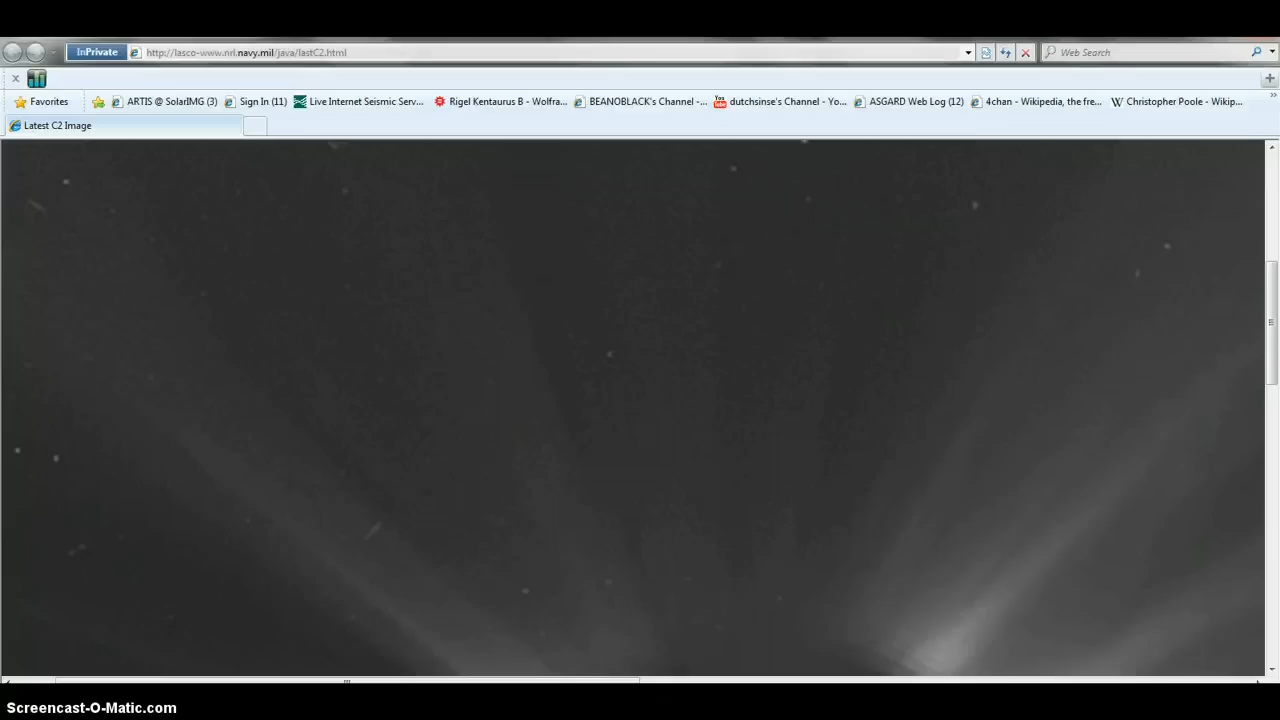 InPrivate http://lasco-www.nrl.navy.mil/java/lastC2.html Web Search
x
Favorites ARTIS @ SolarIMG (3) Sign In (11) Live Internet Seismic Serv... Rigel Kentaurus B - Wolfra... BEANOBLACK's Channel -... dutchsinse's Channel - Yo... ASGARD Web Log (12) 4chan - Wikipedia, the fre... Christopher Poole - Wikip... »
Latest C2 Image
Screencast-O-Matic.com